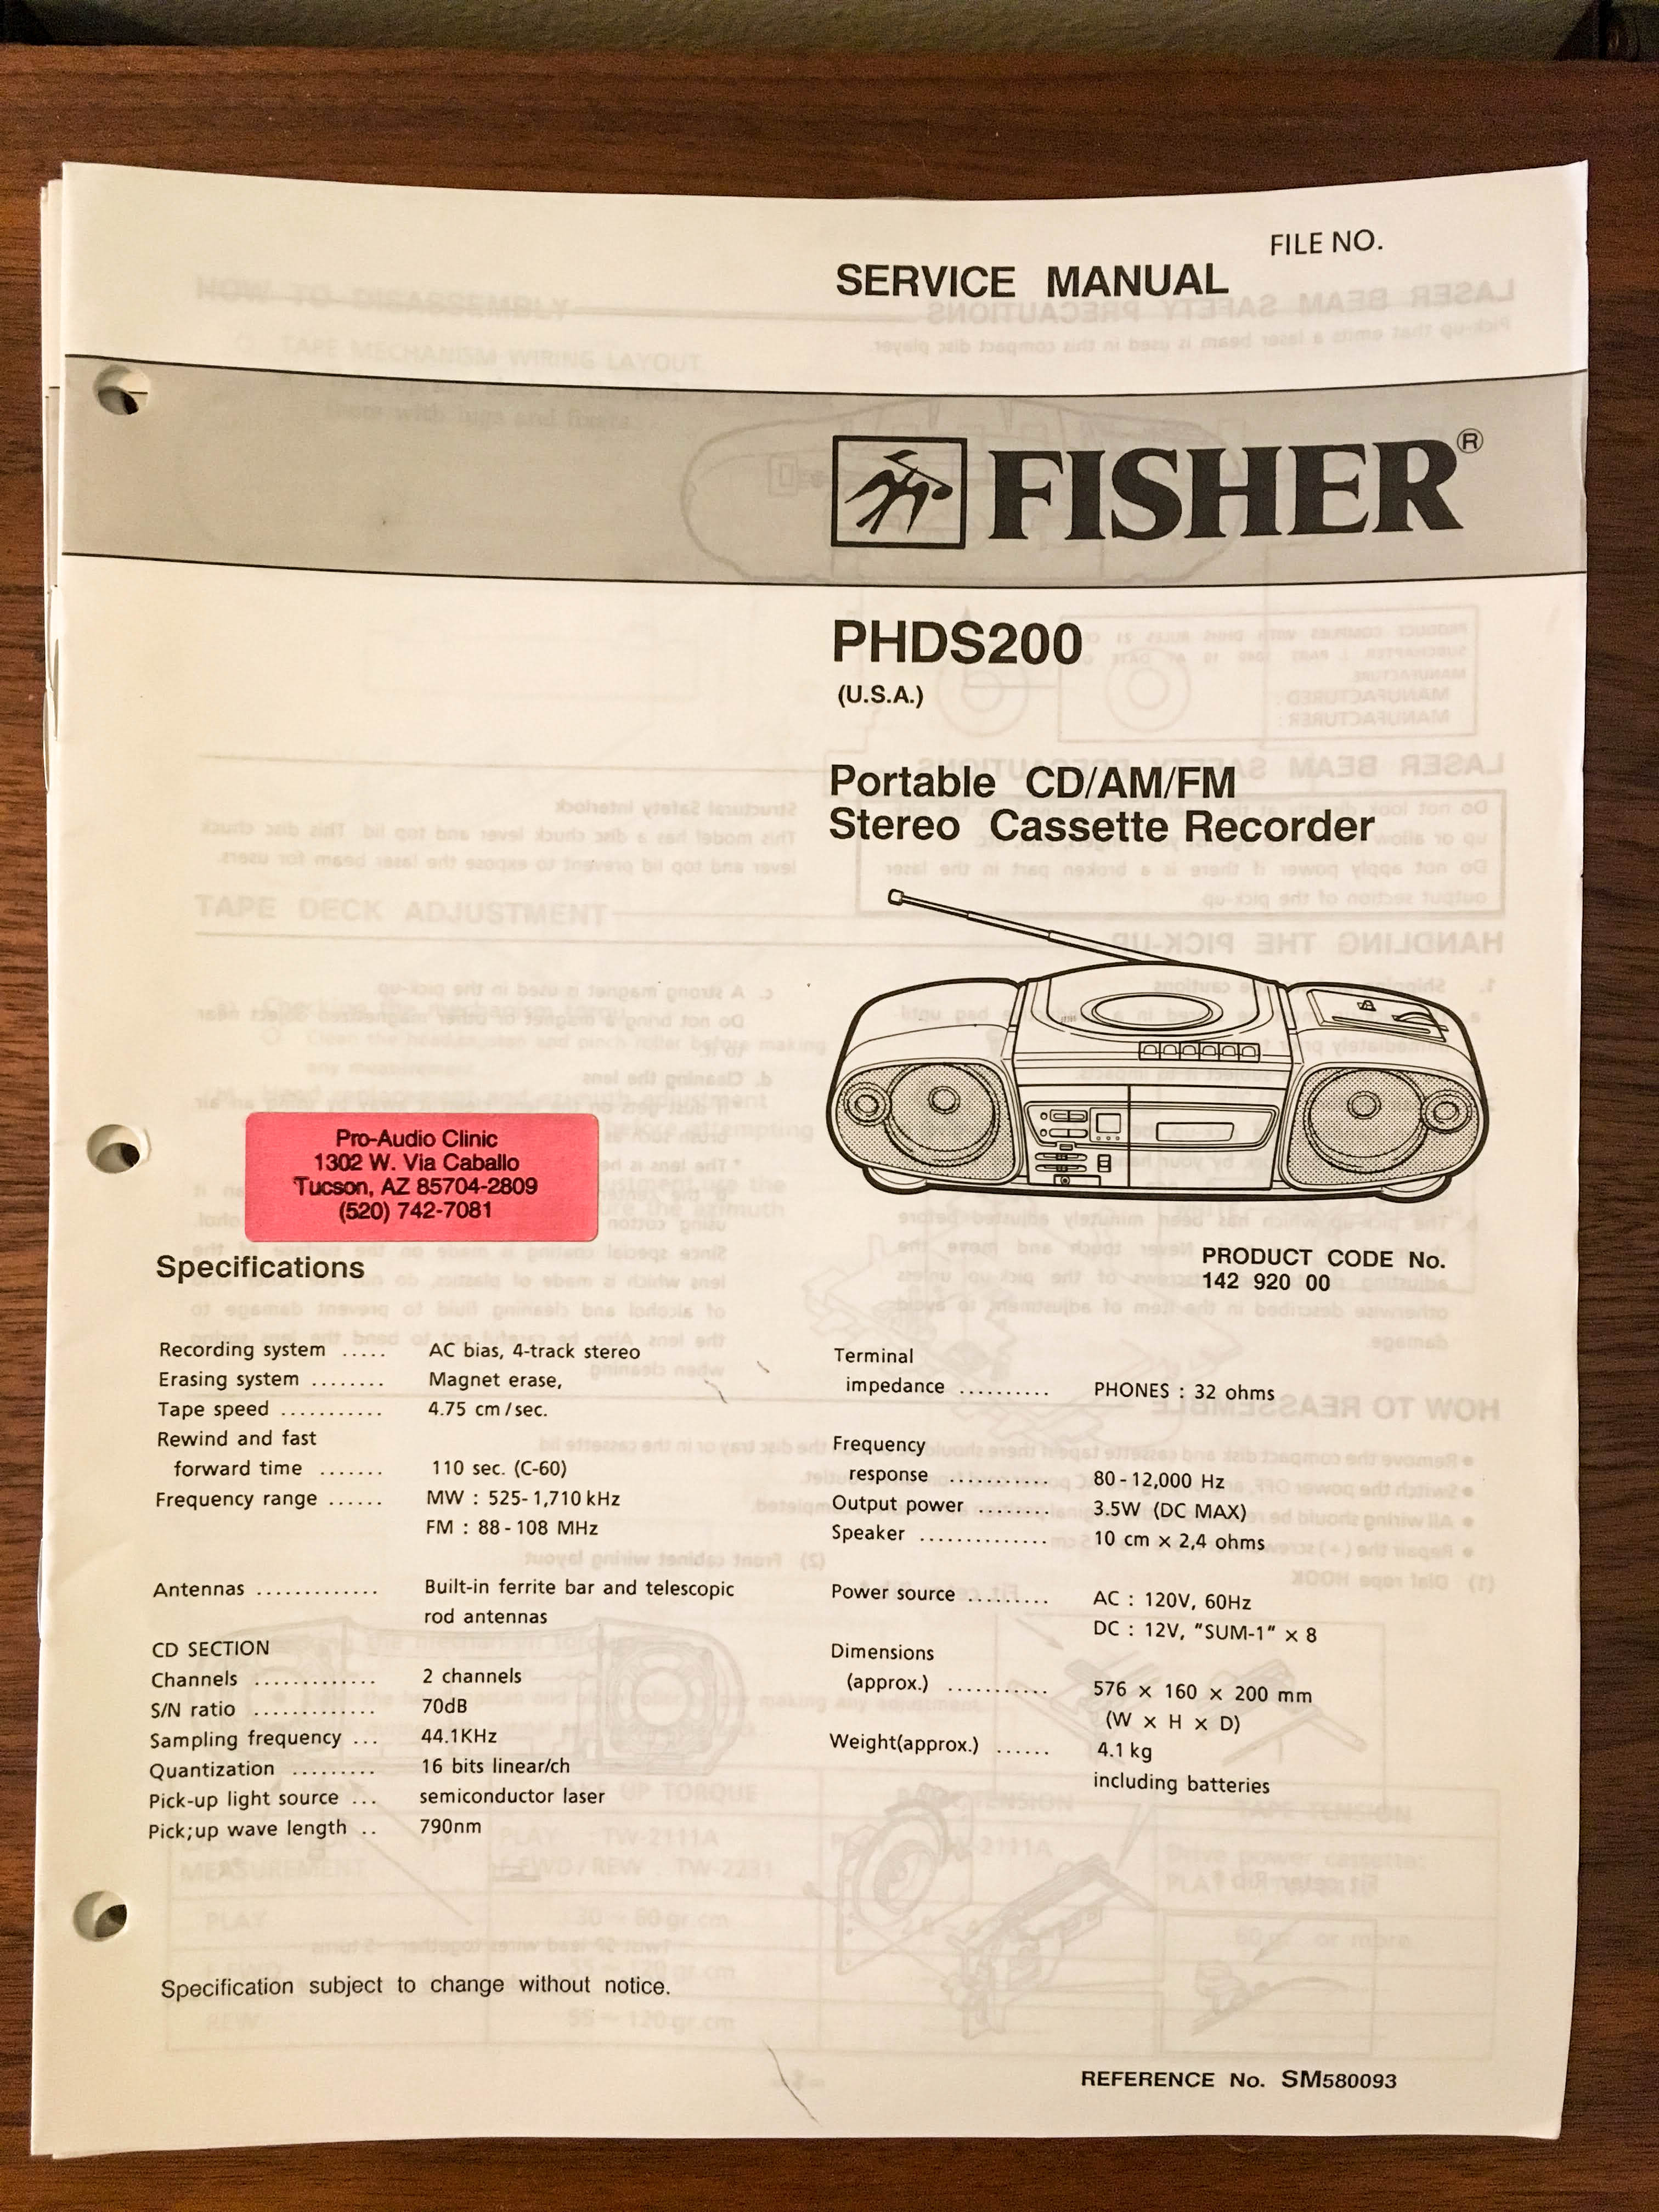 FILE NO.
SERVICE MANUAL
FISHER®
PHDS200
(U.S.A.)
Portable CD/AM/FM
Stereo Cassette Recorder
Pro-Audio Clinic
1302 W. Via Caballo
Tucson, AZ 85704-2809
(520) 742-7081
PRODUCT CODE No.
142 920 00
Specifications
Recording system ..... AC bias, 4-track stereo
Erasing system ........ Magnet erase,
Tape speed ........... 4.75 cm/sec.
Rewind and fast
forward time ....... 110 sec. (C-60)
Frequency range ...... MW : 525-1,710 kHz
FM : 88-108 MHz
Antennas ............. Built-in ferrite bar and telescopic
rod antennas
CD SECTION
Channels ............. 2 channels
S/N ratio ............. 70dB
Sampling frequency ... 44.1KHz
Quantization ......... 16 bits linear/ch
Pick-up light source ... semiconductor laser
Pick;up wave length .. 790nm
Terminal
impedance .......... PHONES : 32 ohms
Frequency
response ........... 80-12,000 Hz
Output power ........ 3.5W (DC MAX)
Speaker .............. 10 cm x 2,4 ohms
Power source ......... AC : 120V, 60Hz
DC : 12V, "SUM-1" x 8
Dimensions
(approx.) ........... 576 x 160 x 200 mm
(W x H x D)
Weight(approx.) ...... 4.1 kg
including batteries
Specification subject to change without notice.
REFERENCE No. SM580093